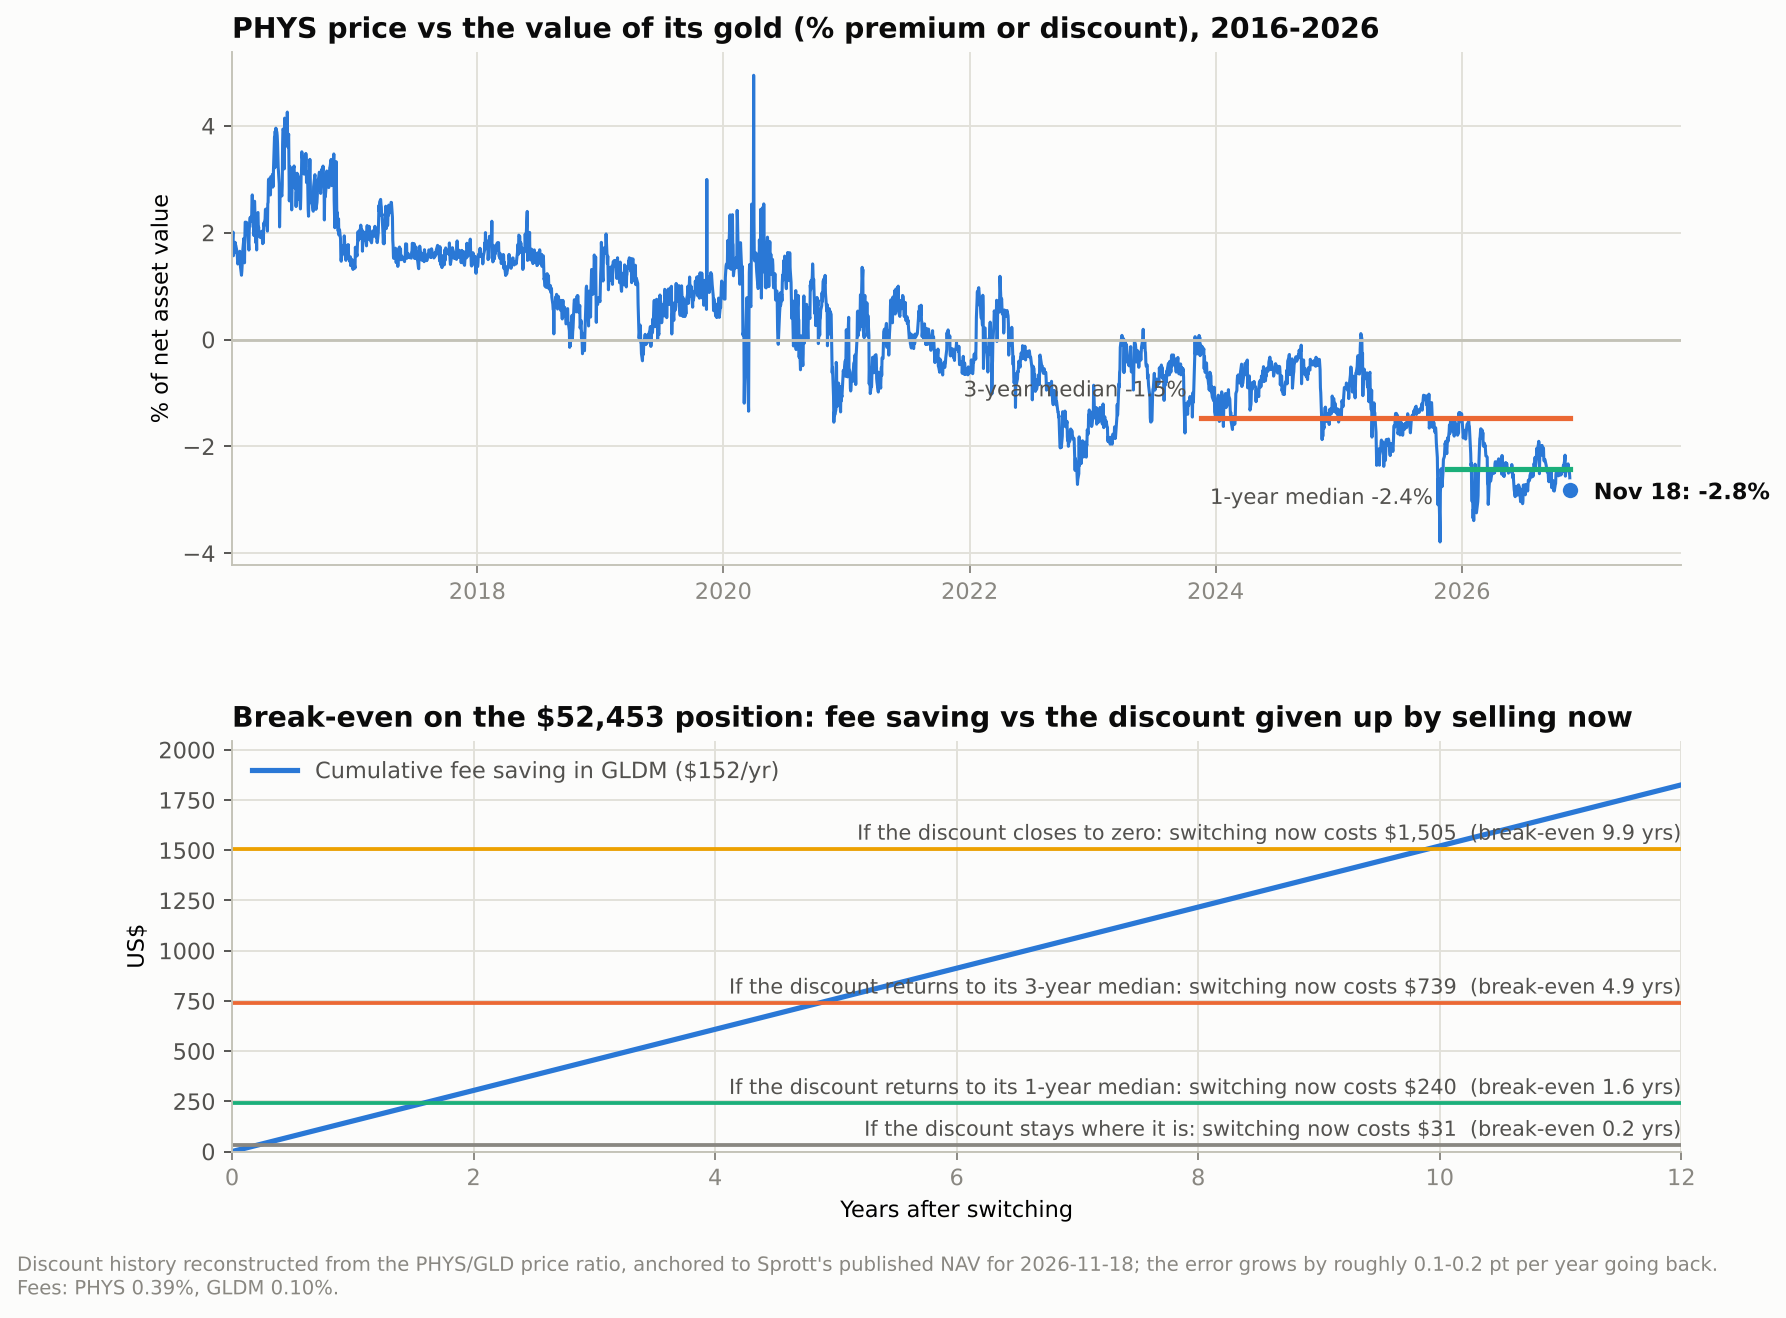 PHYS price vs the value of its gold (% premium or discount), 2016-2026
% of net asset value
4
2
0
−2
−4
3-year median -1.5%
1-year median -2.4%
Nov 18: -2.8%
2018
2020
2022
2024
2026
Break-even on the $52,453 position: fee saving vs the discount given up by selling now
US$
2000
1750
1500
1250
1000
750
500
250
0
Cumulative fee saving in GLDM ($152/yr)
If the discount closes to zero: switching now costs $1,505 (break-even 9.9 yrs)
If the discount returns to its 3-year median: switching now costs $739 (break-even 4.9 yrs)
If the discount returns to its 1-year median: switching now costs $240 (break-even 1.6 yrs)
If the discount stays where it is: switching now costs $31 (break-even 0.2 yrs)
0
2
4
6
8
10
12
Years after switching
Discount history reconstructed from the PHYS/GLD price ratio, anchored to Sprott's published NAV for 2026-11-18; the error grows by roughly 0.1-0.2 pt per year going back.
Fees: PHYS 0.39%, GLDM 0.10%.